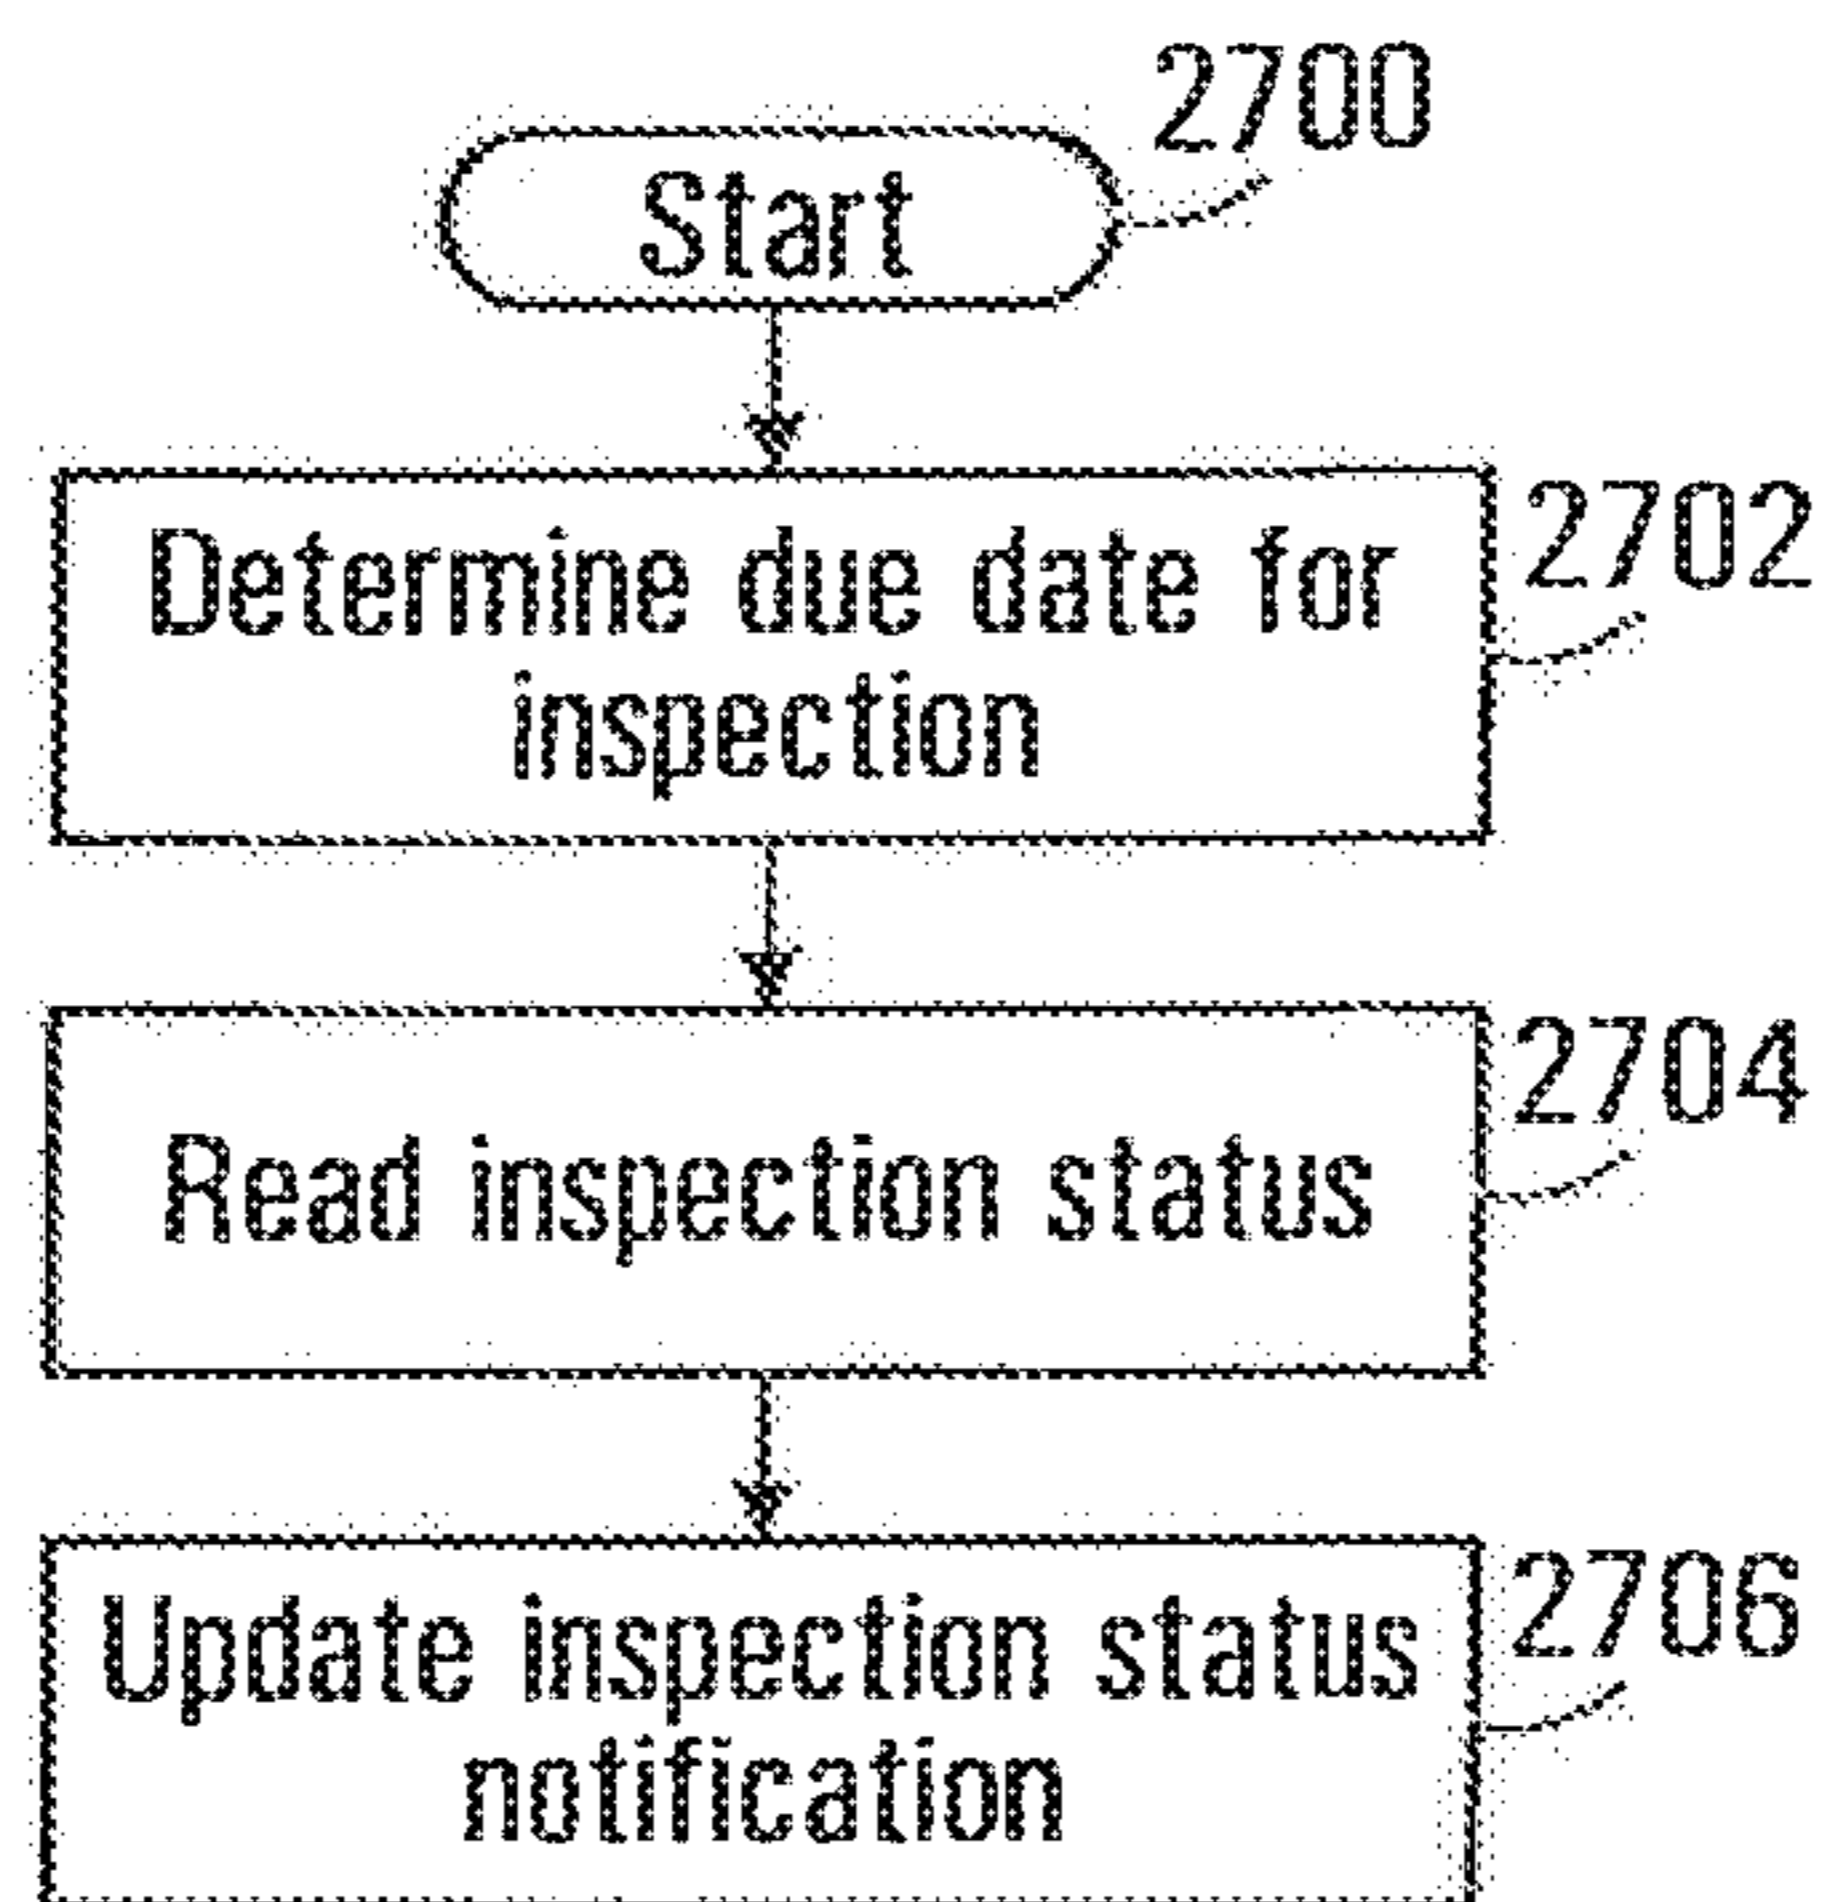 2700
Start
Determine due date for
inspection
2702
Read inspection status
2704
Update inspection status
notification
2706